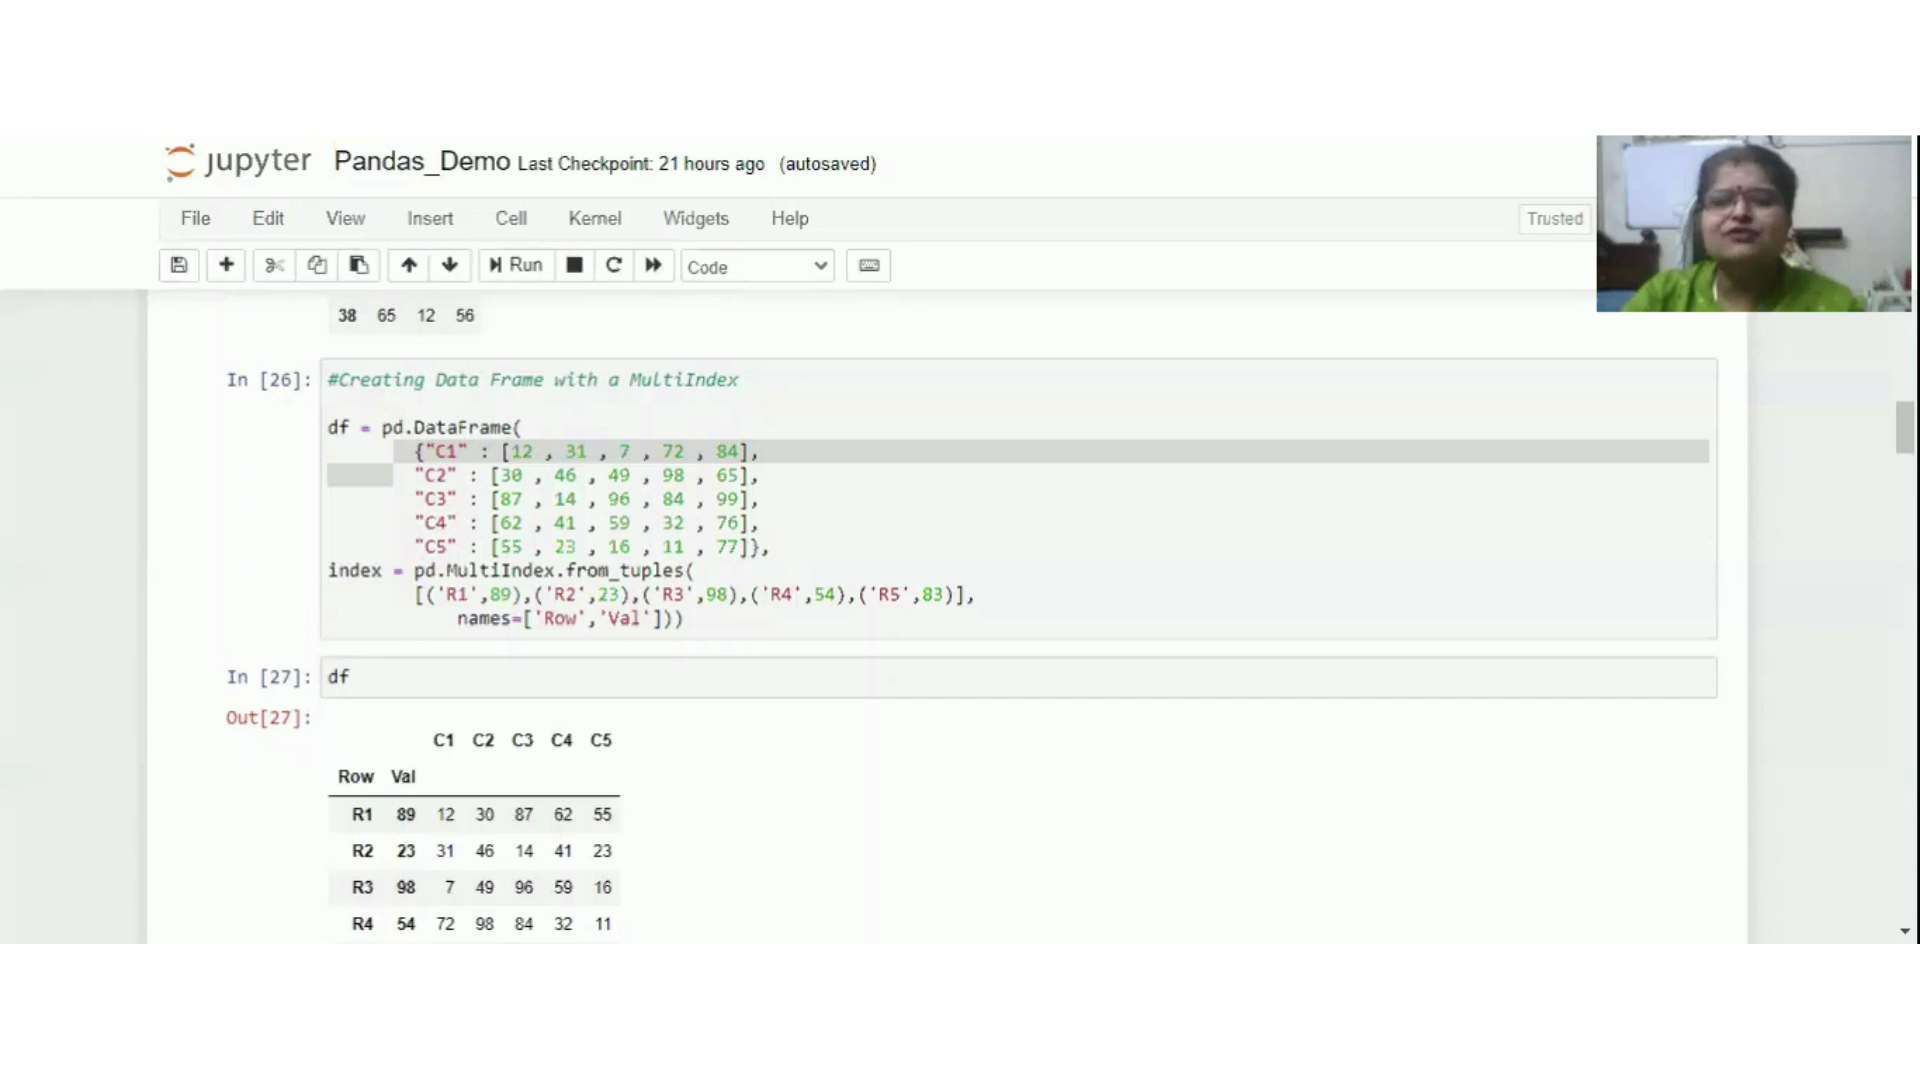 jupyter Pandas_Demo Last Checkpoint: 21 hours ago (autosaved)
File Edit View Insert Cell Kernel Widgets Help Trusted
Run Code
38 65 12 56
In [26]: #Creating Data Frame with a MultiIndex
df = pd.DataFrame(
{"C1" : [12 , 31 , 7 , 72 , 84],
"C2" : [30 , 46 , 49 , 98 , 65],
"C3" : [87 , 14 , 96 , 84 , 99],
"C4" : [62 , 41 , 59 , 32 , 76],
"C5" : [55 , 23 , 16 , 11 , 77]},
index = pd.MultiIndex.from_tuples(
[('R1',89),('R2',23),('R3',98),('R4',54),('R5',83)],
names=['Row','Val']))
In [27]: df
Out[27]:
C1 C2 C3 C4 C5
Row Val
R1 89 12 30 87 62 55
R2 23 31 46 14 41 23
R3 98 7 49 96 59 16
R4 54 72 98 84 32 11